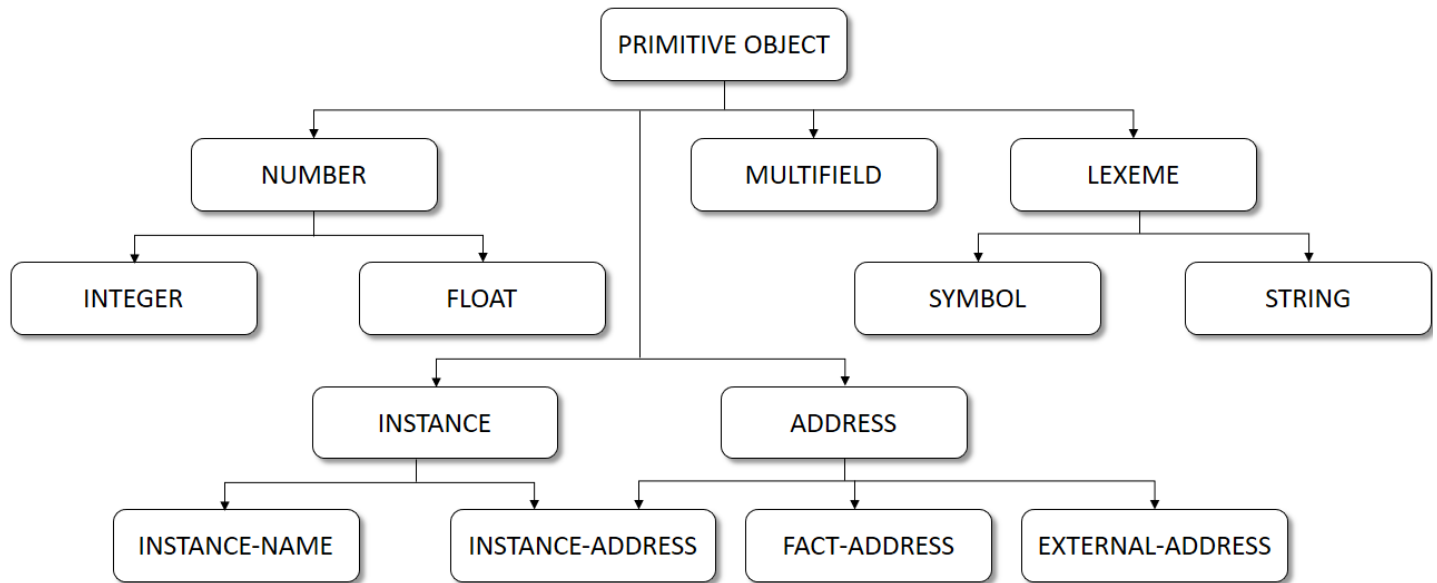 PRIMITIVE OBJECT
NUMBER
MULTIFIELD
LEXEME
INTEGER
FLOAT
SYMBOL
STRING
INSTANCE
ADDRESS
INSTANCE-NAME
INSTANCE-ADDRESS
FACT-ADDRESS
EXTERNAL-ADDRESS